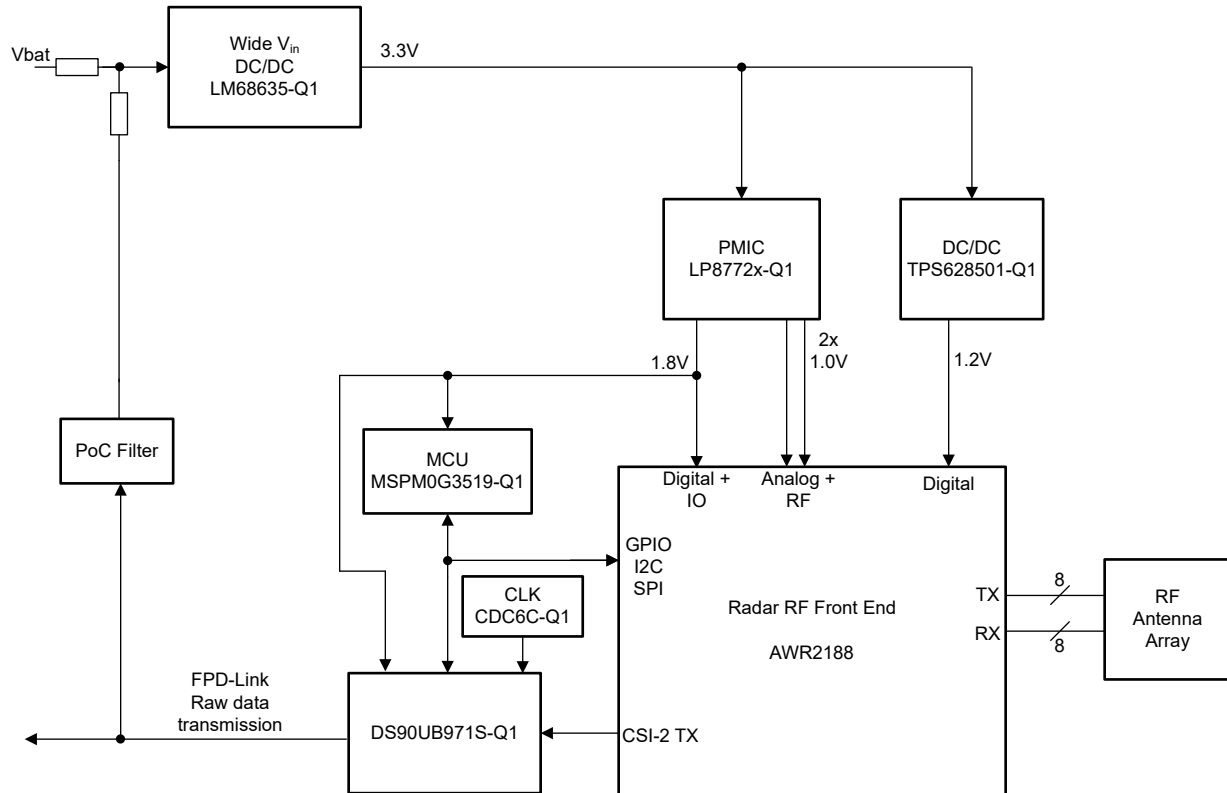 Vbat
Wide Vin
DC/DC
LM68635-Q1
3.3V
PMIC
LP8772x-Q1
DC/DC
TPS628501-Q1
1.8V
2x
1.0V
1.2V
PoC Filter
MCU
MSPM0G3519-Q1
Digital +
IO
Analog +
RF
Digital
GPIO
I2C
SPI
CLK
CDC6C-Q1
Radar RF Front End
AWR2188
TX
RX
8
8
RF
Antenna
Array
FPD-Link
Raw data
transmission
DS90UB971S-Q1
CSI-2 TX